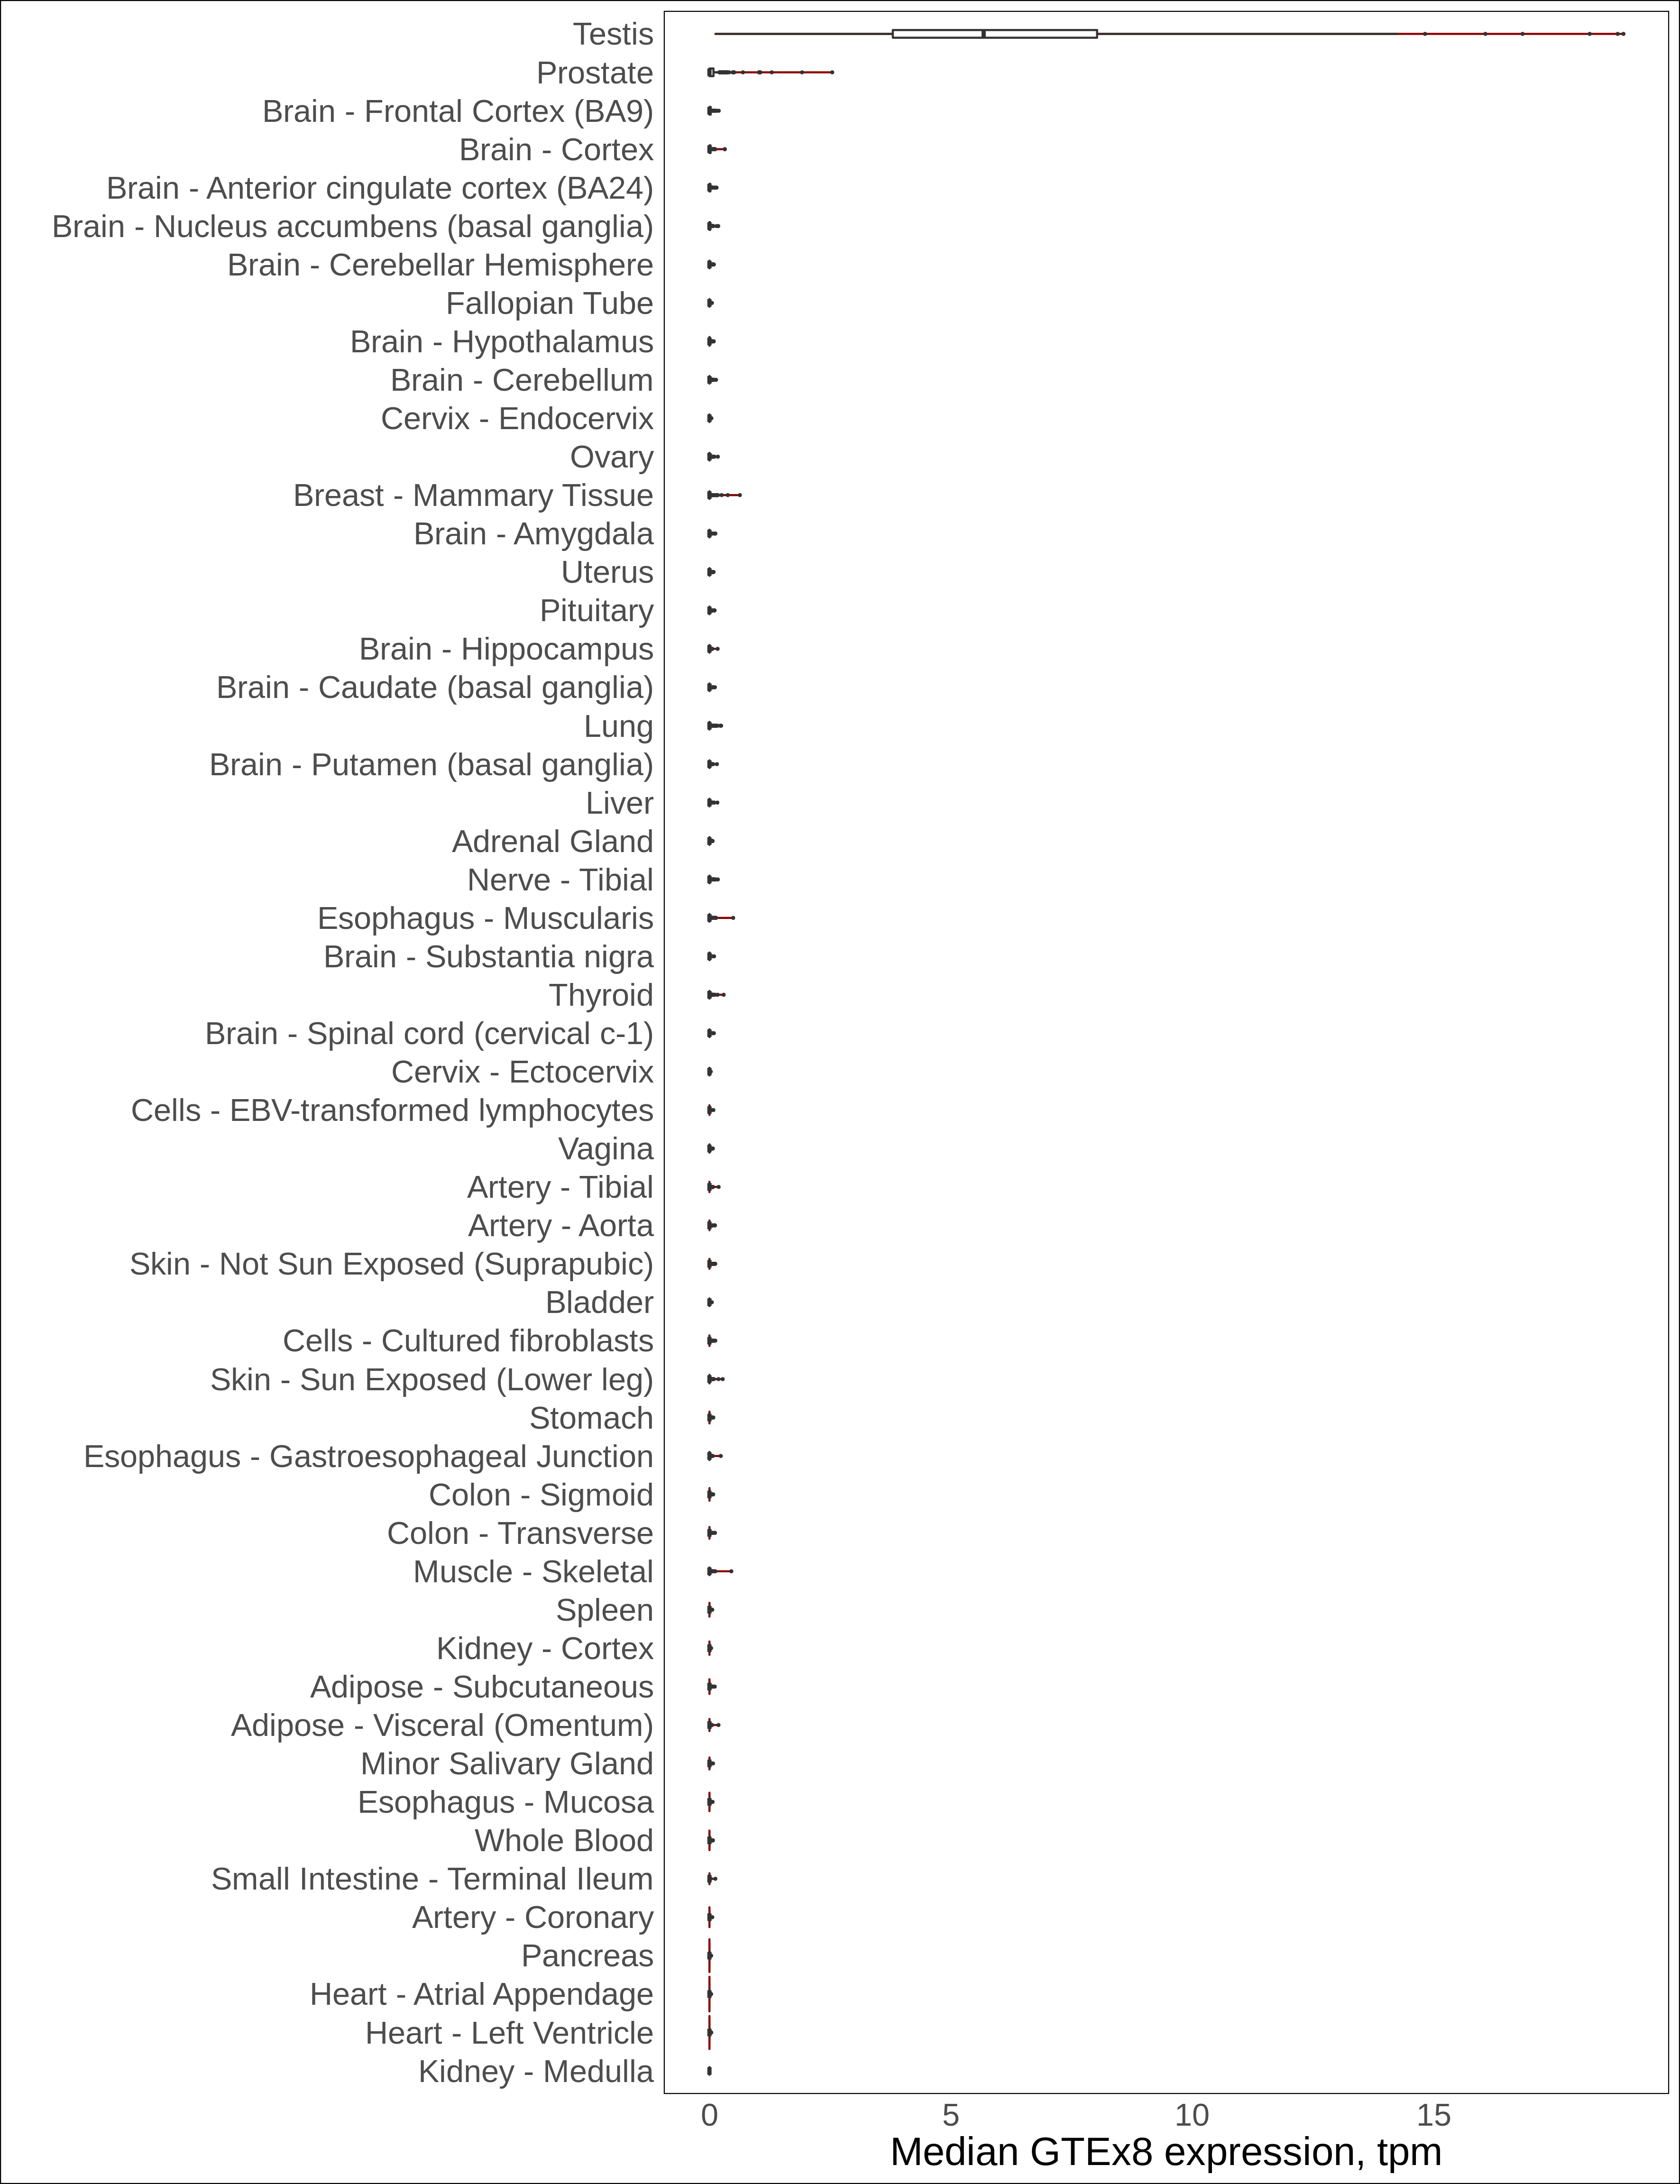 Testis
Prostate
Brain - Frontal Cortex (BA9)
Brain - Cortex
Brain - Anterior cingulate cortex (BA24)
Brain - Nucleus accumbens (basal ganglia)
Brain - Cerebellar Hemisphere
Fallopian Tube
Brain - Hypothalamus
Brain - Cerebellum
Cervix - Endocervix
Ovary
Breast - Mammary Tissue
Brain - Amygdala
Uterus
Pituitary
Brain - Hippocampus
Brain - Caudate (basal ganglia)
Lung
Brain - Putamen (basal ganglia)
Liver
Adrenal Gland
Nerve - Tibial
Esophagus - Muscularis
Brain - Substantia nigra
Thyroid
Brain - Spinal cord (cervical c-1)
Cervix - Ectocervix
Cells - EBV-transformed lymphocytes
Vagina
Artery - Tibial
Artery - Aorta
Skin - Not Sun Exposed (Suprapubic)
Bladder
Cells - Cultured fibroblasts
Skin - Sun Exposed (Lower leg)
Stomach
Esophagus - Gastroesophageal Junction
Colon - Sigmoid
Colon - Transverse
Muscle - Skeletal
Spleen
Kidney - Cortex
Adipose - Subcutaneous
Adipose - Visceral (Omentum)
Minor Salivary Gland
Esophagus - Mucosa
Whole Blood
Small Intestine - Terminal Ileum
Artery - Coronary
Pancreas
Heart - Atrial Appendage
Heart - Left Ventricle
Kidney - Medulla
0 5 10 15
Median GTEx8 expression, tpm